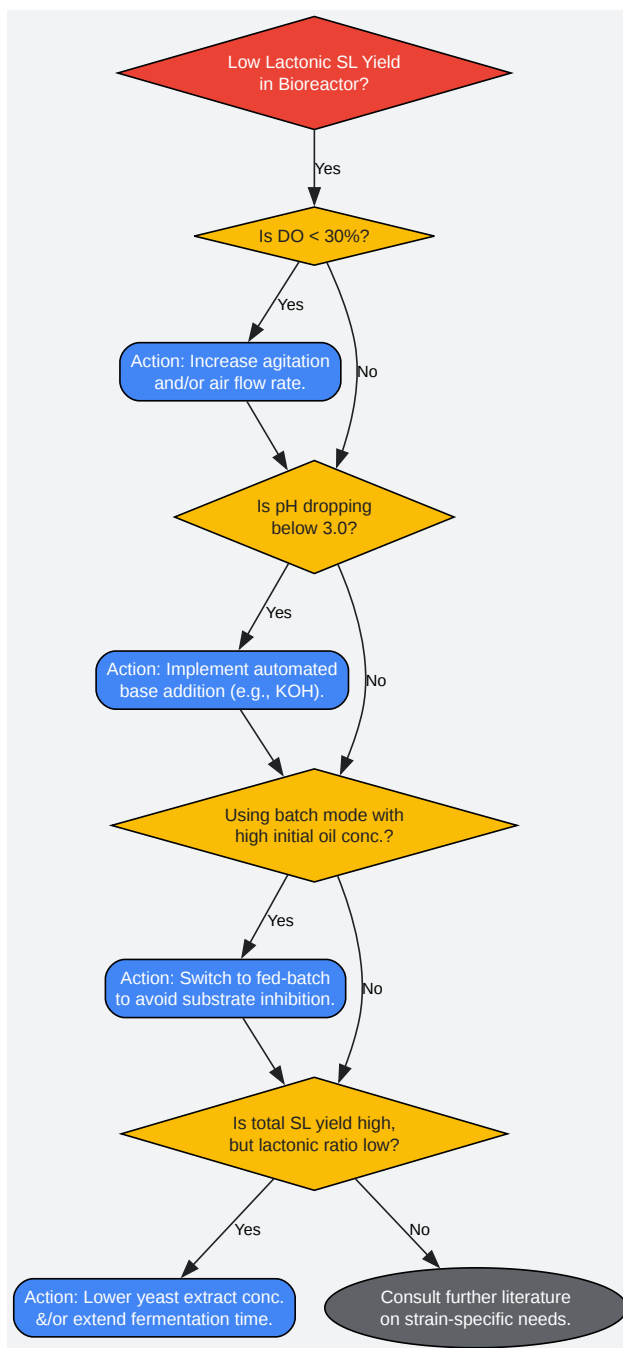 Low Lactonic SL Yield
in Bioreactor?
Yes
Is DO < 30%?
Yes
Action: Increase agitation
and/or air flow rate.
No
Is pH dropping
below 3.0?
Yes
Action: Implement automated
base addition (e.g., KOH).
No
Using batch mode with
high initial oil conc.?
Yes
Action: Switch to fed-batch
to avoid substrate inhibition.
No
Is total SL yield high,
but lactonic ratio low?
Yes
No
Action: Lower yeast extract conc.
&/or extend fermentation time.
Consult further literature
on strain-specific needs.